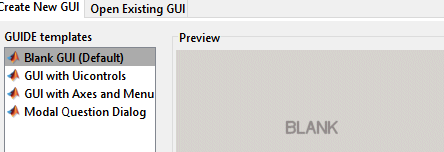 Create New GUI
Open Existing GUI
GUIDE templates
Blank GUI (Default)
GUI with Uicontrols
GUI with Axes and Menu
Modal Question Dialog
Preview
BLANK